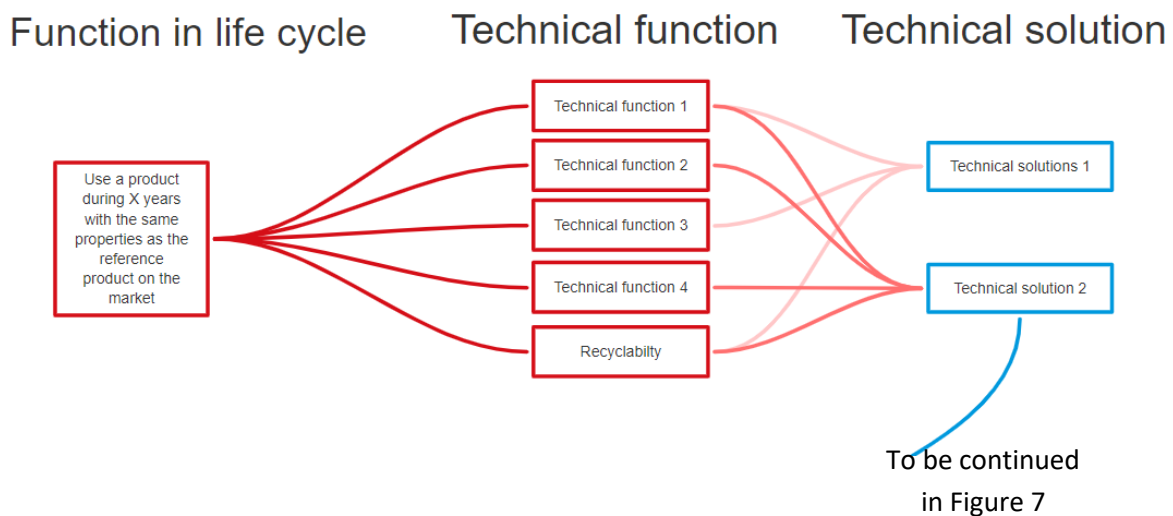 Function in life cycle
Technical function
Technical solution
Use a product
during X years
with the same
properties as the
reference
product on the
market
Technical function 1
Technical function 2
Technical function 3
Technical function 4
Recyclabilty
Technical solutions 1
Technical solution 2
To be continued
in Figure 7